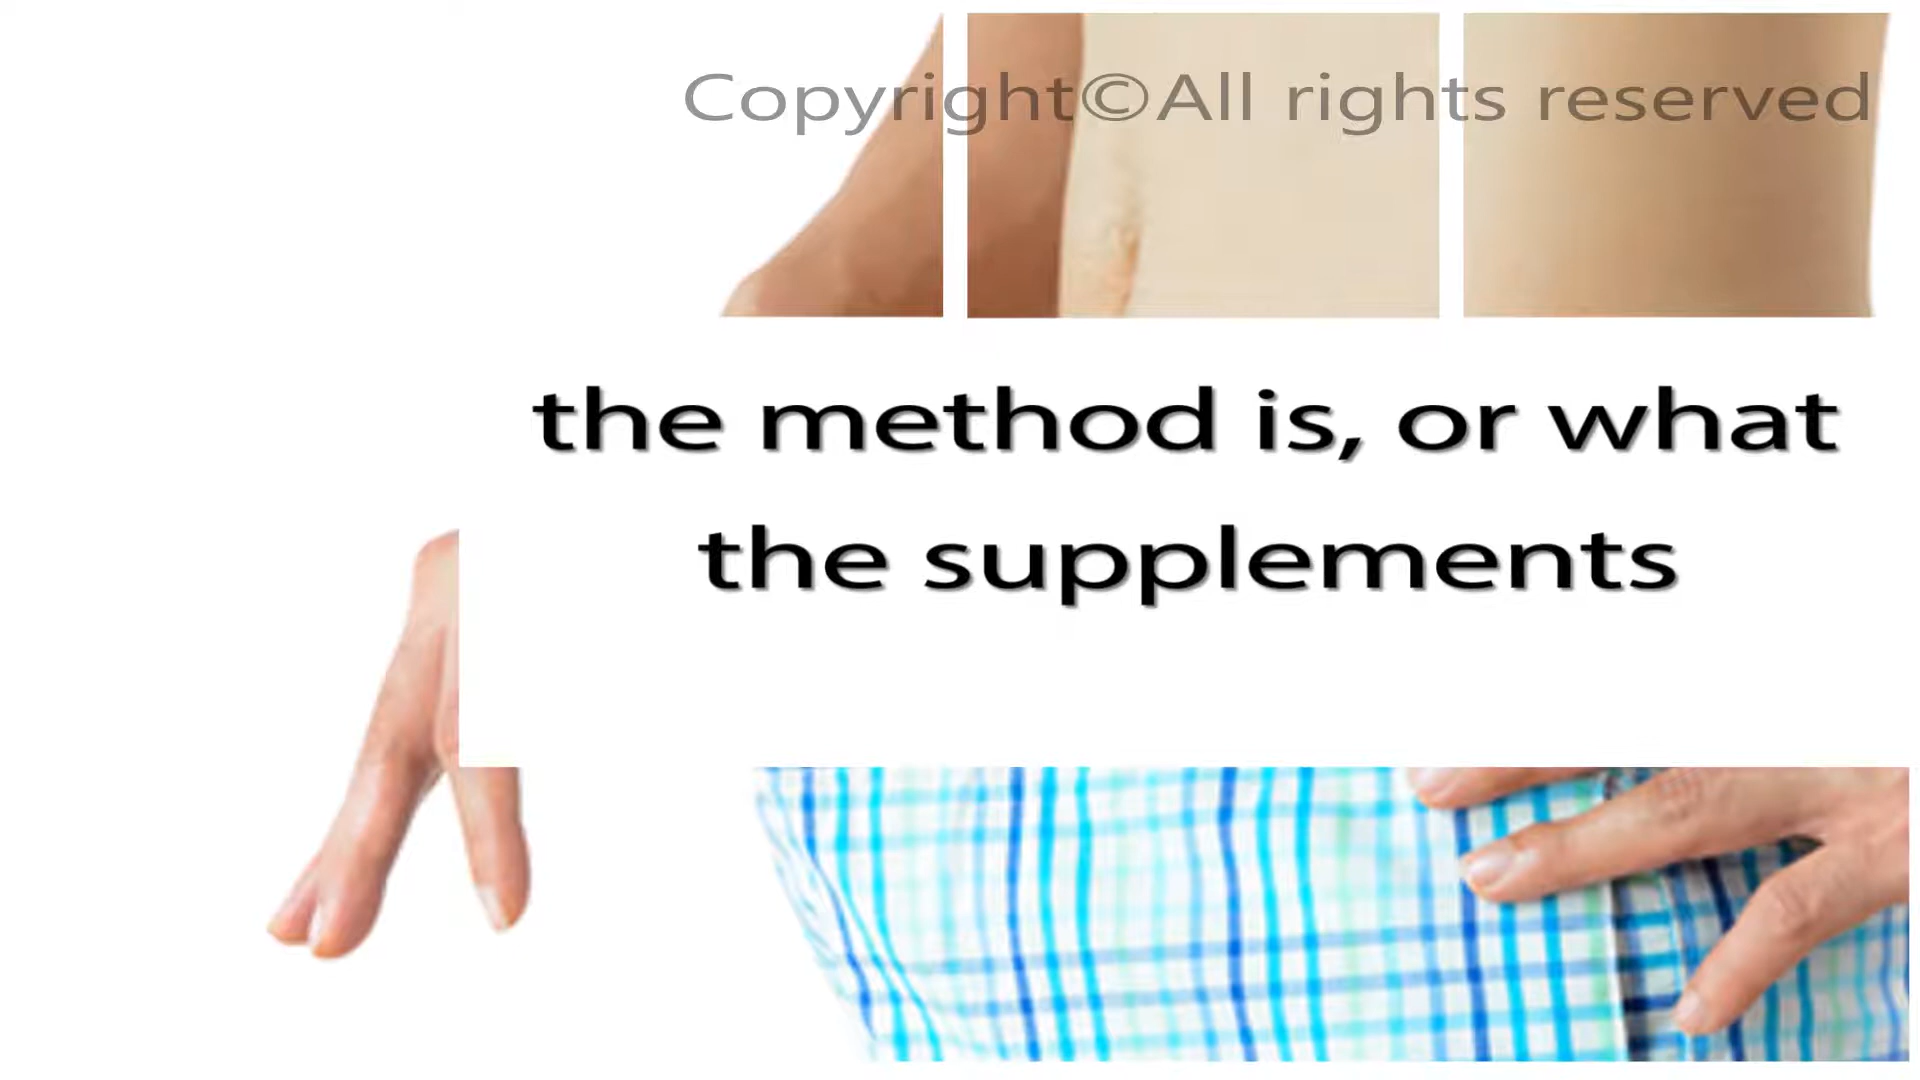 Copyright©All rights reserved
the method is, or what
the supplements